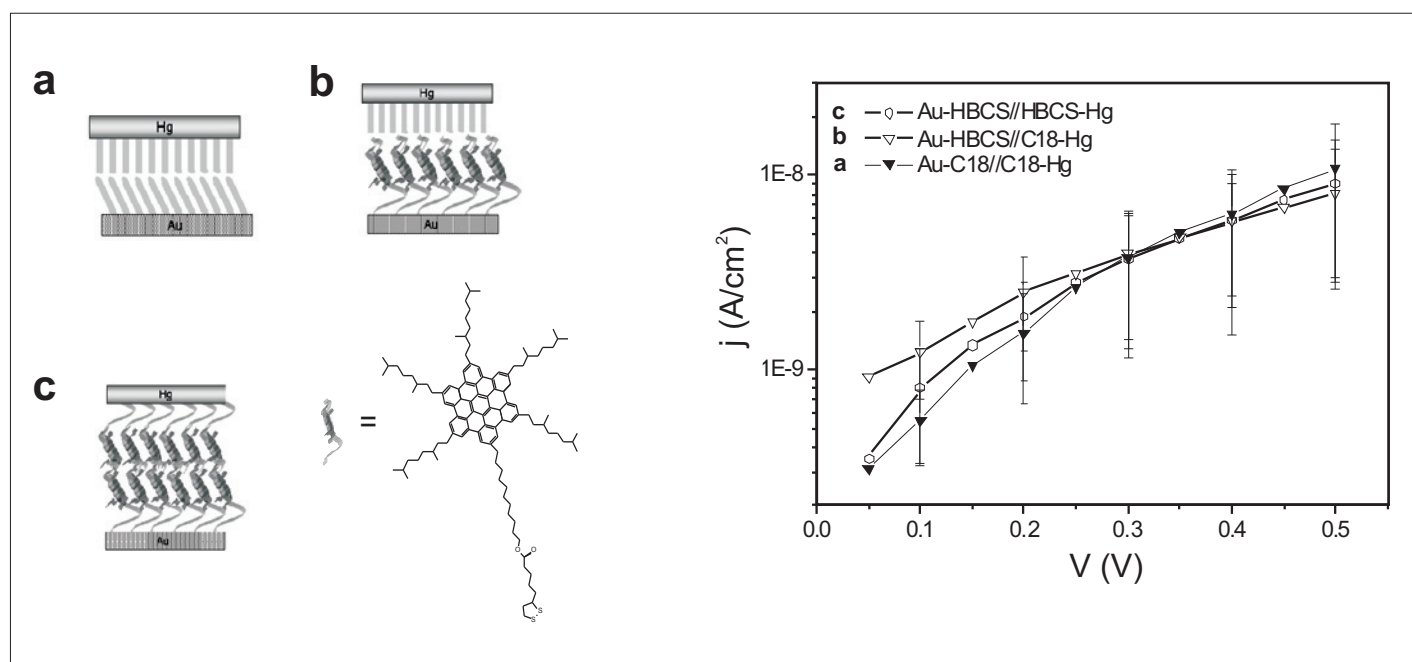 a
Hg
Au
b
Hg
Au
c
Hg
Au
=
O
O
S
S
c Au-HBCS//HBCS-Hg
b Au-HBCS//C18-Hg
a Au-C18//C18-Hg
1E-8
1E-9
j (A/cm²)
0.0 0.1 0.2 0.3 0.4 0.5
V (V)